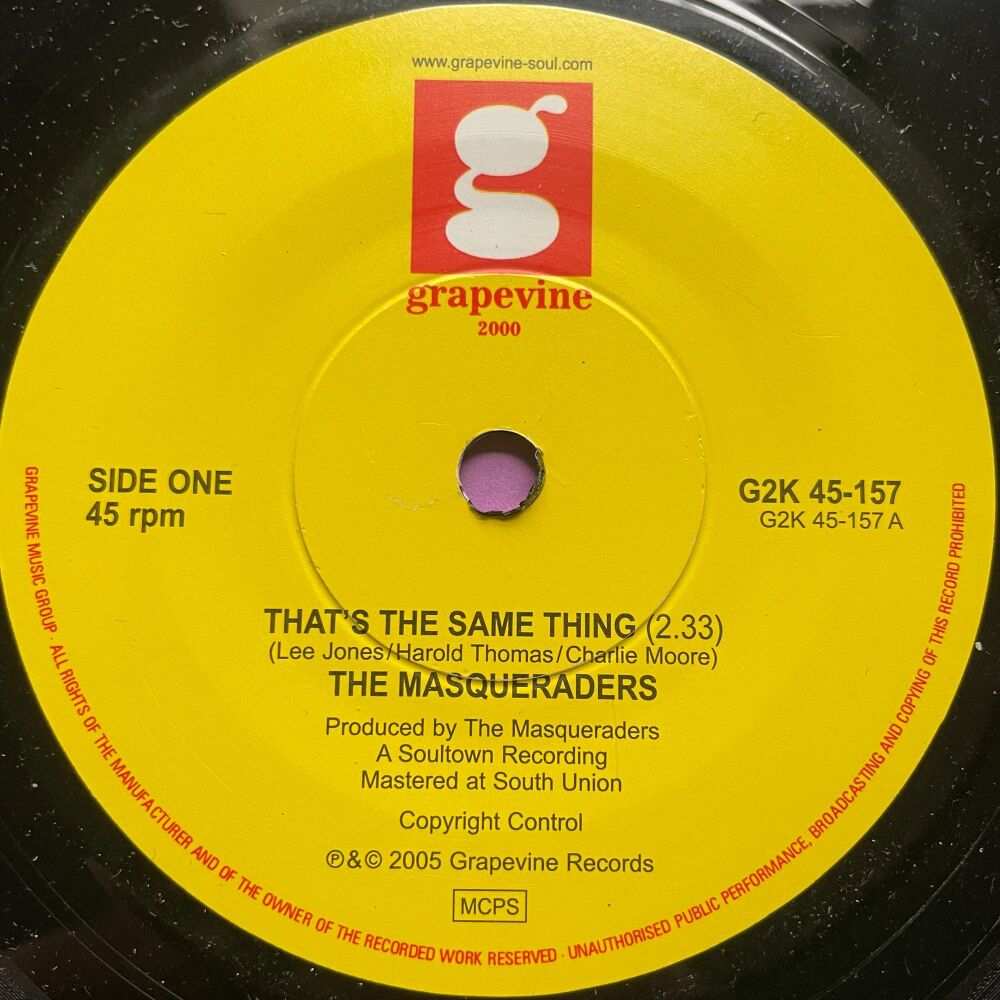 www.grapevine-soul.com
g
grapevine
2000
SIDE ONE
45 rpm
G2K 45-157
G2K 45-157 A
THAT'S THE SAME THING (2.33)
(Lee Jones/Harold Thomas/Charlie Moore)
THE MASQUERADERS
Produced by The Masqueraders
A Soultown Recording
Mastered at South Union
Copyright Control
℗&© 2005 Grapevine Records
MCPS
GRAPEVINE MUSIC GROUP · ALL RIGHTS OF THE MANUFACTURER AND OF THE OWNER OF THE RECORDED WORK RESERVED · UNAUTHORISED PUBLIC PERFORMANCE, BROADCASTING AND COPYING OF THIS RECORD PROHIBITED